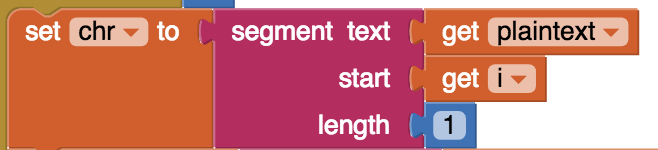 set chr to segment text get plaintext
start get i
length 1